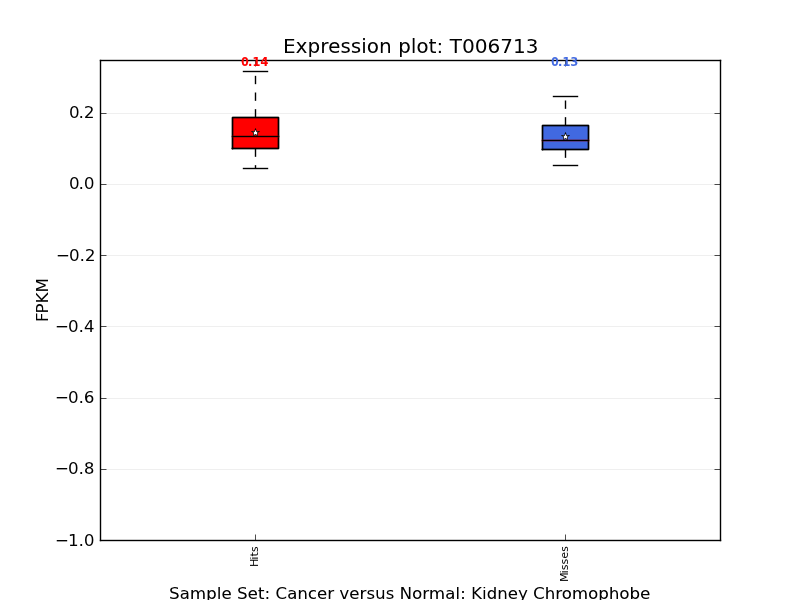 Expression plot: T006713
0.14
0.13
0.2
0.0
−0.2
−0.4
−0.6
−0.8
−1.0
FPKM
Hits
Misses
Sample Set: Cancer versus Normal: Kidney Chromophobe